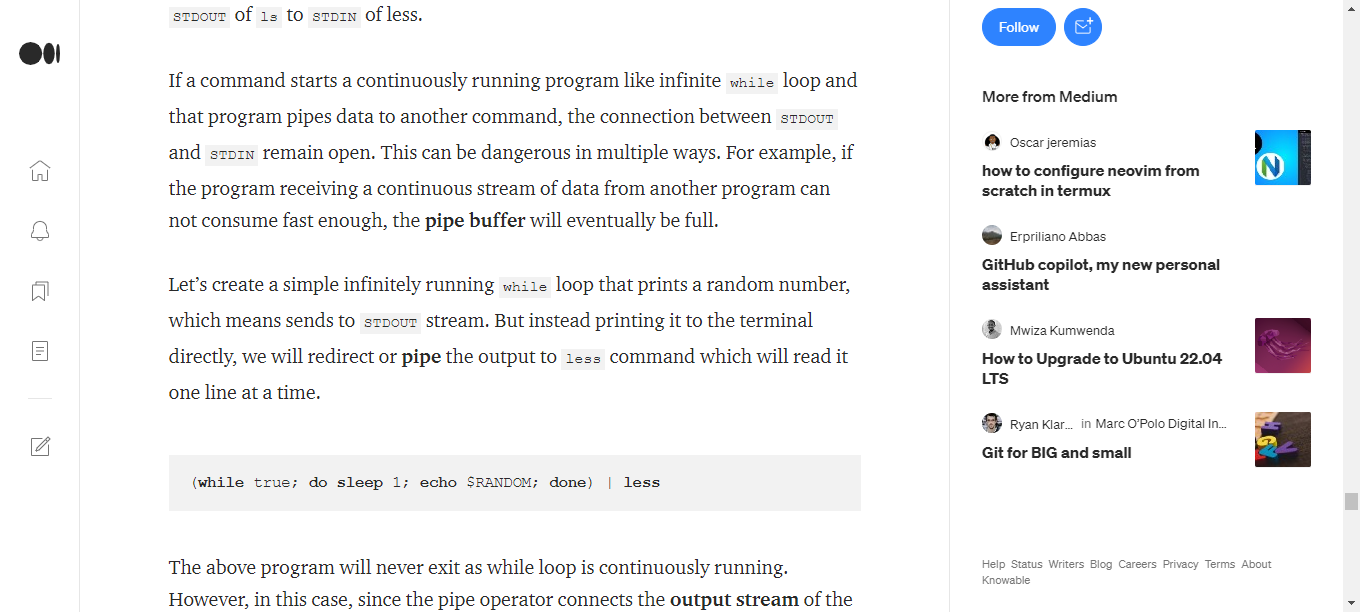 STDOUT of ls to STDIN of less.
If a command starts a continuously running program like infinite while loop and
that program pipes data to another command, the connection between STDOUT
and STDIN remain open. This can be dangerous in multiple ways. For example, if
the program receiving a continuous stream of data from another program can
not consume fast enough, the pipe buffer will eventually be full.
Let’s create a simple infinitely running while loop that prints a random number,
which means sends to STDOUT stream. But instead printing it to the terminal
directly, we will redirect or pipe the output to less command which will read it
one line at a time.
(while true; do sleep 1; echo $RANDOM; done) | less
The above program will never exit as while loop is continuously running.
However, in this case, since the pipe operator connects the output stream of the
Follow
More from Medium
Oscar jeremias
how to configure neovim from
scratch in termux
Erpriliano Abbas
GitHub copilot, my new personal
assistant
Mwiza Kumwenda
How to Upgrade to Ubuntu 22.04
LTS
Ryan Klar... in Marc O’Polo Digital In...
Git for BIG and small
Help Status Writers Blog Careers Privacy Terms About
Knowable